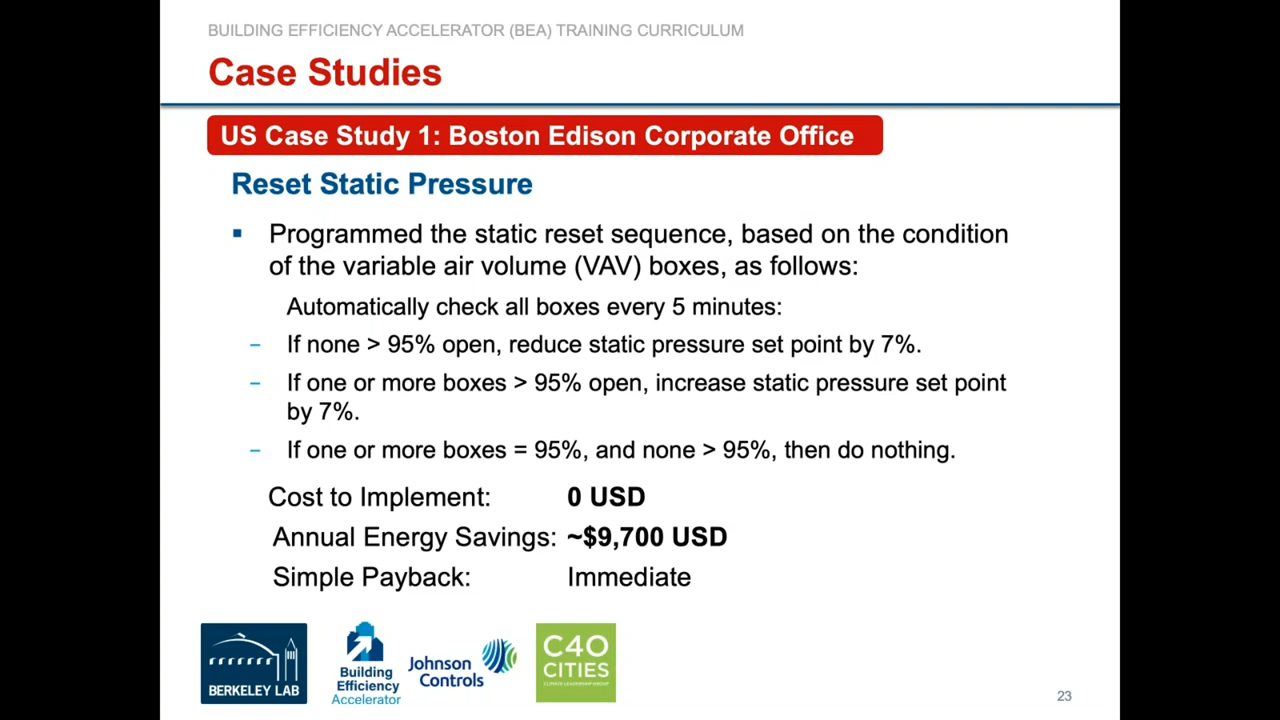 BUILDING EFFICIENCY ACCELERATOR (BEA) TRAINING CURRICULUM
Case Studies
US Case Study 1: Boston Edison Corporate Office
Reset Static Pressure
▪ Programmed the static reset sequence, based on the condition
of the variable air volume (VAV) boxes, as follows:
Automatically check all boxes every 5 minutes:
– If none > 95% open, reduce static pressure set point by 7%.
– If one or more boxes > 95% open, increase static pressure set point
by 7%.
– If one or more boxes = 95%, and none > 95%, then do nothing.
Cost to Implement: 0 USD
Annual Energy Savings: ~$9,700 USD
Simple Payback: Immediate
BERKELEY LAB
Building
Efficiency
Accelerator
Johnson
Controls
C40
CITIES
CLIMATE LEADERSHIP GROUP
23